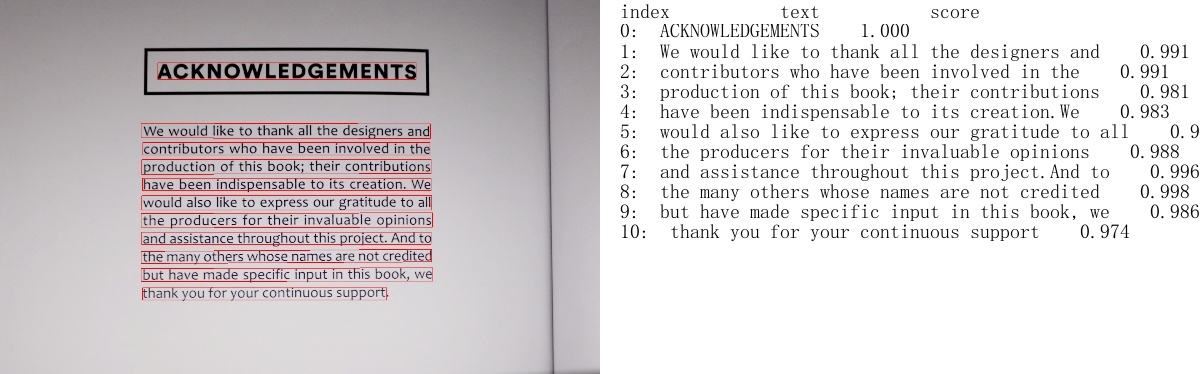 ACKNOWLEDGEMENTS
We would like to thank all the designers and
contributors who have been involved in the
production of this book; their contributions
have been indispensable to its creation. We
would also like to express our gratitude to all
the producers for their invaluable opinions
and assistance throughout this project. And to
the many others whose names are not credited
but have made specific input in this book, we
thank you for your continuous support.
index text score
0: ACKNOWLEDGEMENTS 1.000
1: We would like to thank all the designers and 0.991
2: contributors who have been involved in the 0.991
3: production of this book; their contributions 0.981
4: have been indispensable to its creation.We 0.983
5: would also like to express our gratitude to all 0.9
6: the producers for their invaluable opinions 0.988
7: and assistance throughout this project.And to 0.996
8: the many others whose names are not credited 0.998
9: but have made specific input in this book, we 0.986
10: thank you for your continuous support 0.974